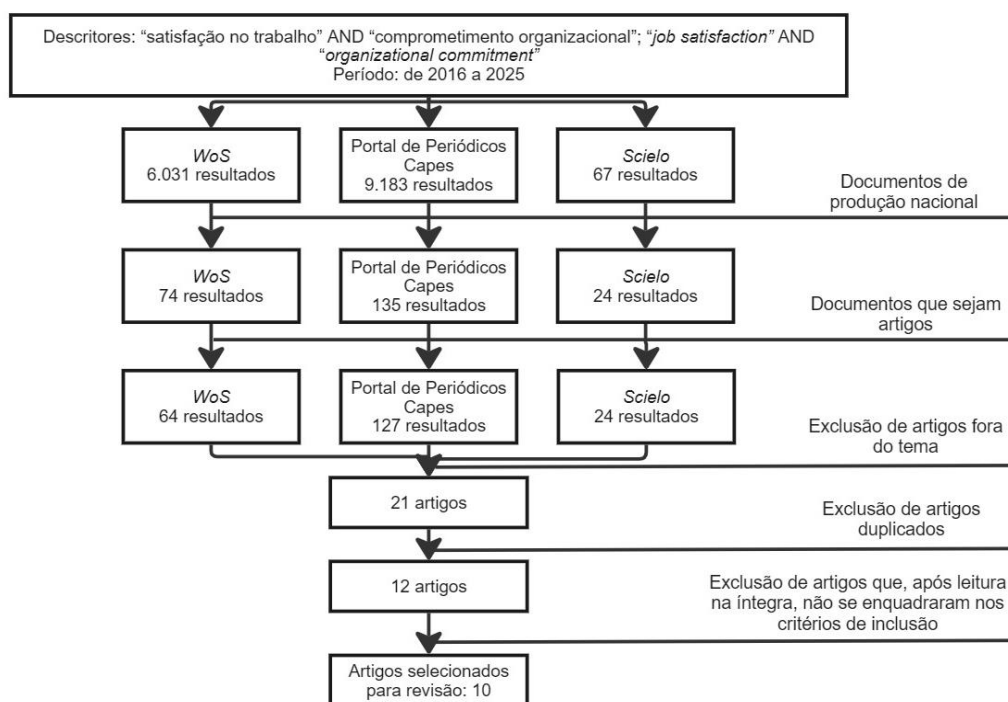 Descritores: “satisfação no trabalho” AND “comprometimento organizacional”; “job satisfaction” AND
“organizational commitment”
Período: de 2016 a 2025
WoS
6.031 resultados
Portal de Periódicos
Capes
9.183 resultados
Scielo
67 resultados
Documentos de
produção nacional
WoS
74 resultados
Portal de Periódicos
Capes
135 resultados
Scielo
24 resultados
Documentos que sejam
artigos
WoS
64 resultados
Portal de Periódicos
Capes
127 resultados
Scielo
24 resultados
Exclusão de artigos fora
do tema
21 artigos
Exclusão de artigos
duplicados
12 artigos
Exclusão de artigos que, após leitura
na íntegra, não se enquadraram nos
critérios de inclusão
Artigos selecionados
para revisão: 10